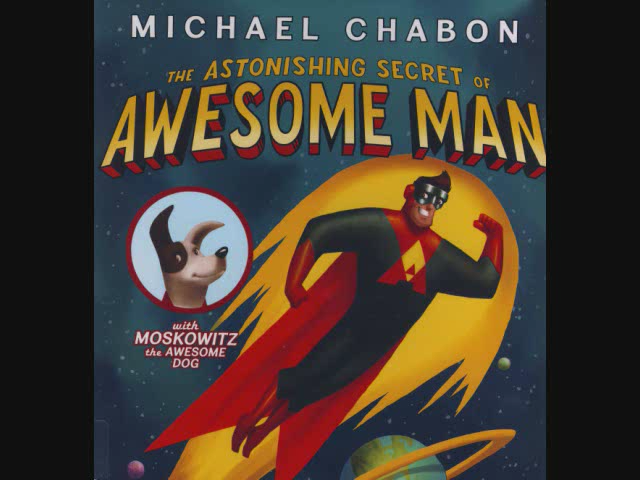 MICHAEL CHABON
THE ASTONISHING SECRET OF
AWESOME MAN
A
with
MOSKOWITZ
the AWESOME
DOG